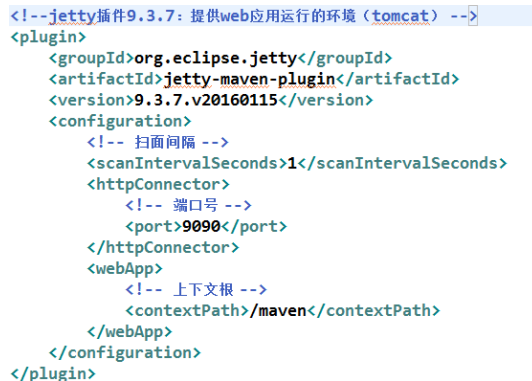 <!--jetty插件9.3.7：提供web应用运行的环境（tomcat） -->
<plugin>
<groupId>org.eclipse.jetty</groupId>
<artifactId>jetty-maven-plugin</artifactId>
<version>9.3.7.v20160115</version>
<configuration>
<!-- 扫面间隔 -->
<scanIntervalSeconds>1</scanIntervalSeconds>
<httpConnector>
<!-- 端口号 -->
<port>9090</port>
</httpConnector>
<webApp>
<!-- 上下文根 -->
<contextPath>/maven</contextPath>
</webApp>
</configuration>
</plugin>